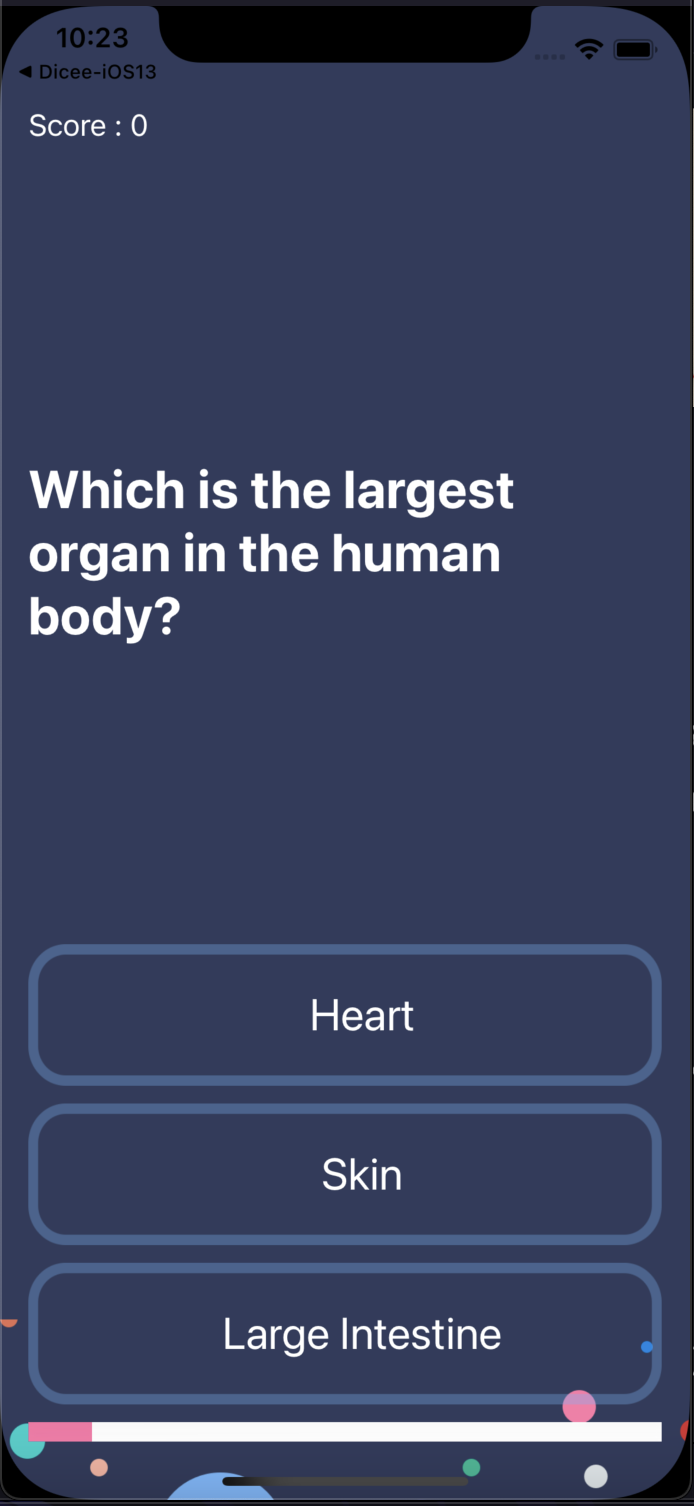 10:23
◀ Dicee-iOS13
Score : 0
Which is the largest
organ in the human
body?
Heart
Skin
Large Intestine